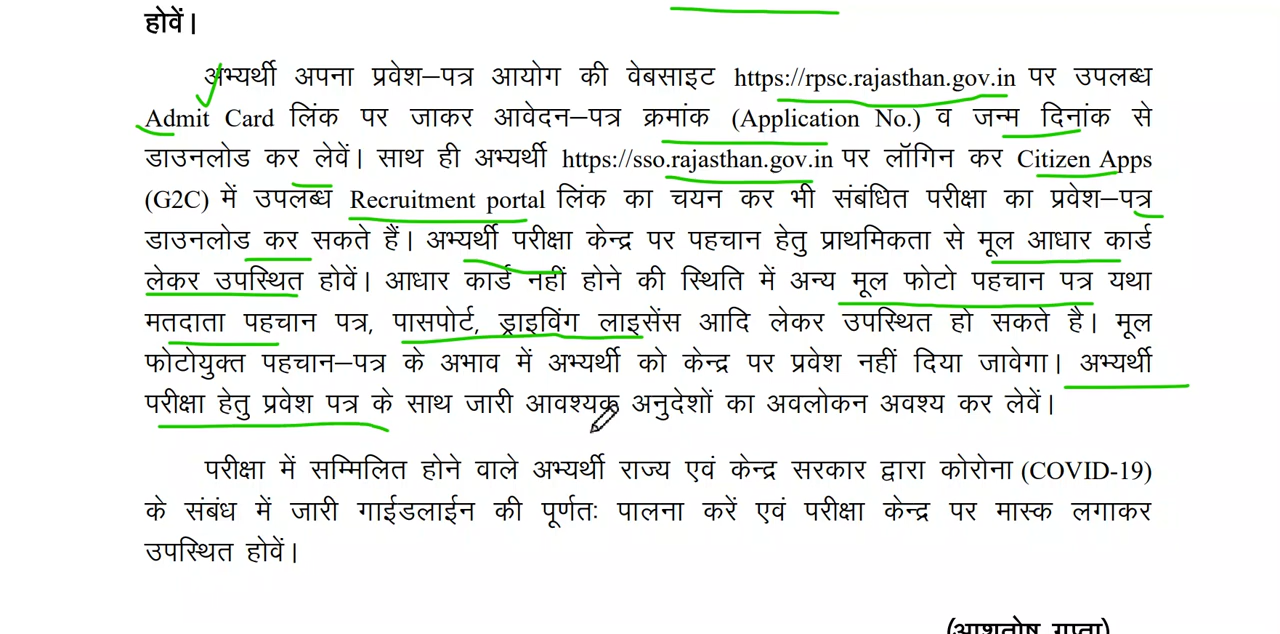 होवें।
अभ्यर्थी अपना प्रवेश–पत्र आयोग की वेबसाइट https://rpsc.rajasthan.gov.in पर उपलब्ध
Admit Card लिंक पर जाकर आवेदन–पत्र क्रमांक (Application No.) व जन्म दिनांक से
डाउनलोड कर लेवें। साथ ही अभ्यर्थी https://sso.rajasthan.gov.in पर लॉगिन कर Citizen Apps
(G2C) में उपलब्ध Recruitment portal लिंक का चयन कर भी संबंधित परीक्षा का प्रवेश–पत्र
डाउनलोड कर सकते हैं। अभ्यर्थी परीक्षा केन्द्र पर पहचान हेतु प्राथमिकता से मूल आधार कार्ड
लेकर उपस्थित होवें। आधार कार्ड नहीं होने की स्थिति में अन्य मूल फोटो पहचान पत्र यथा
मतदाता पहचान पत्र, पासपोर्ट, ड्राइविंग लाइसेंस आदि लेकर उपस्थित हो सकते है। मूल
फोटोयुक्त पहचान–पत्र के अभाव में अभ्यर्थी को केन्द्र पर प्रवेश नहीं दिया जावेगा। अभ्यर्थी
परीक्षा हेतु प्रवेश पत्र के साथ जारी आवश्यक अनुदेशों का अवलोकन अवश्य कर लेवें।
परीक्षा में सम्मिलित होने वाले अभ्यर्थी राज्य एवं केन्द्र सरकार द्वारा कोरोना (COVID-19)
के संबंध में जारी गाईडलाईन की पूर्णतः पालना करें एवं परीक्षा केन्द्र पर मास्क लगाकर
उपस्थित होवें।
(आशुतोष गुप्ता)